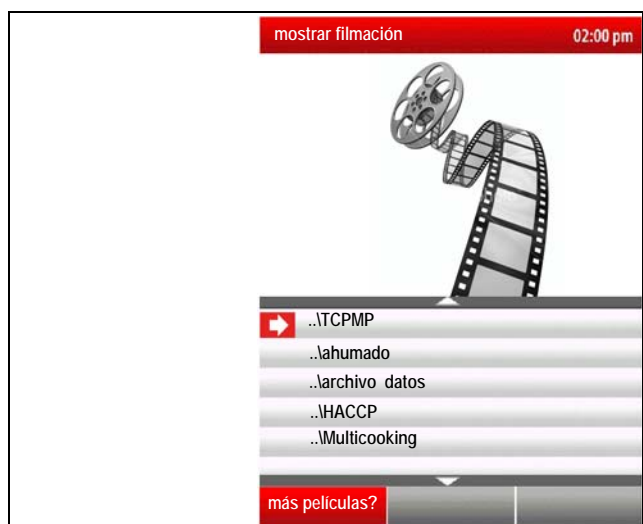 mostrar filmación 02:00 pm
..\TCPMP
..\ahumado
..\archivo datos
..\HACCP
..\Multicooking
más películas?